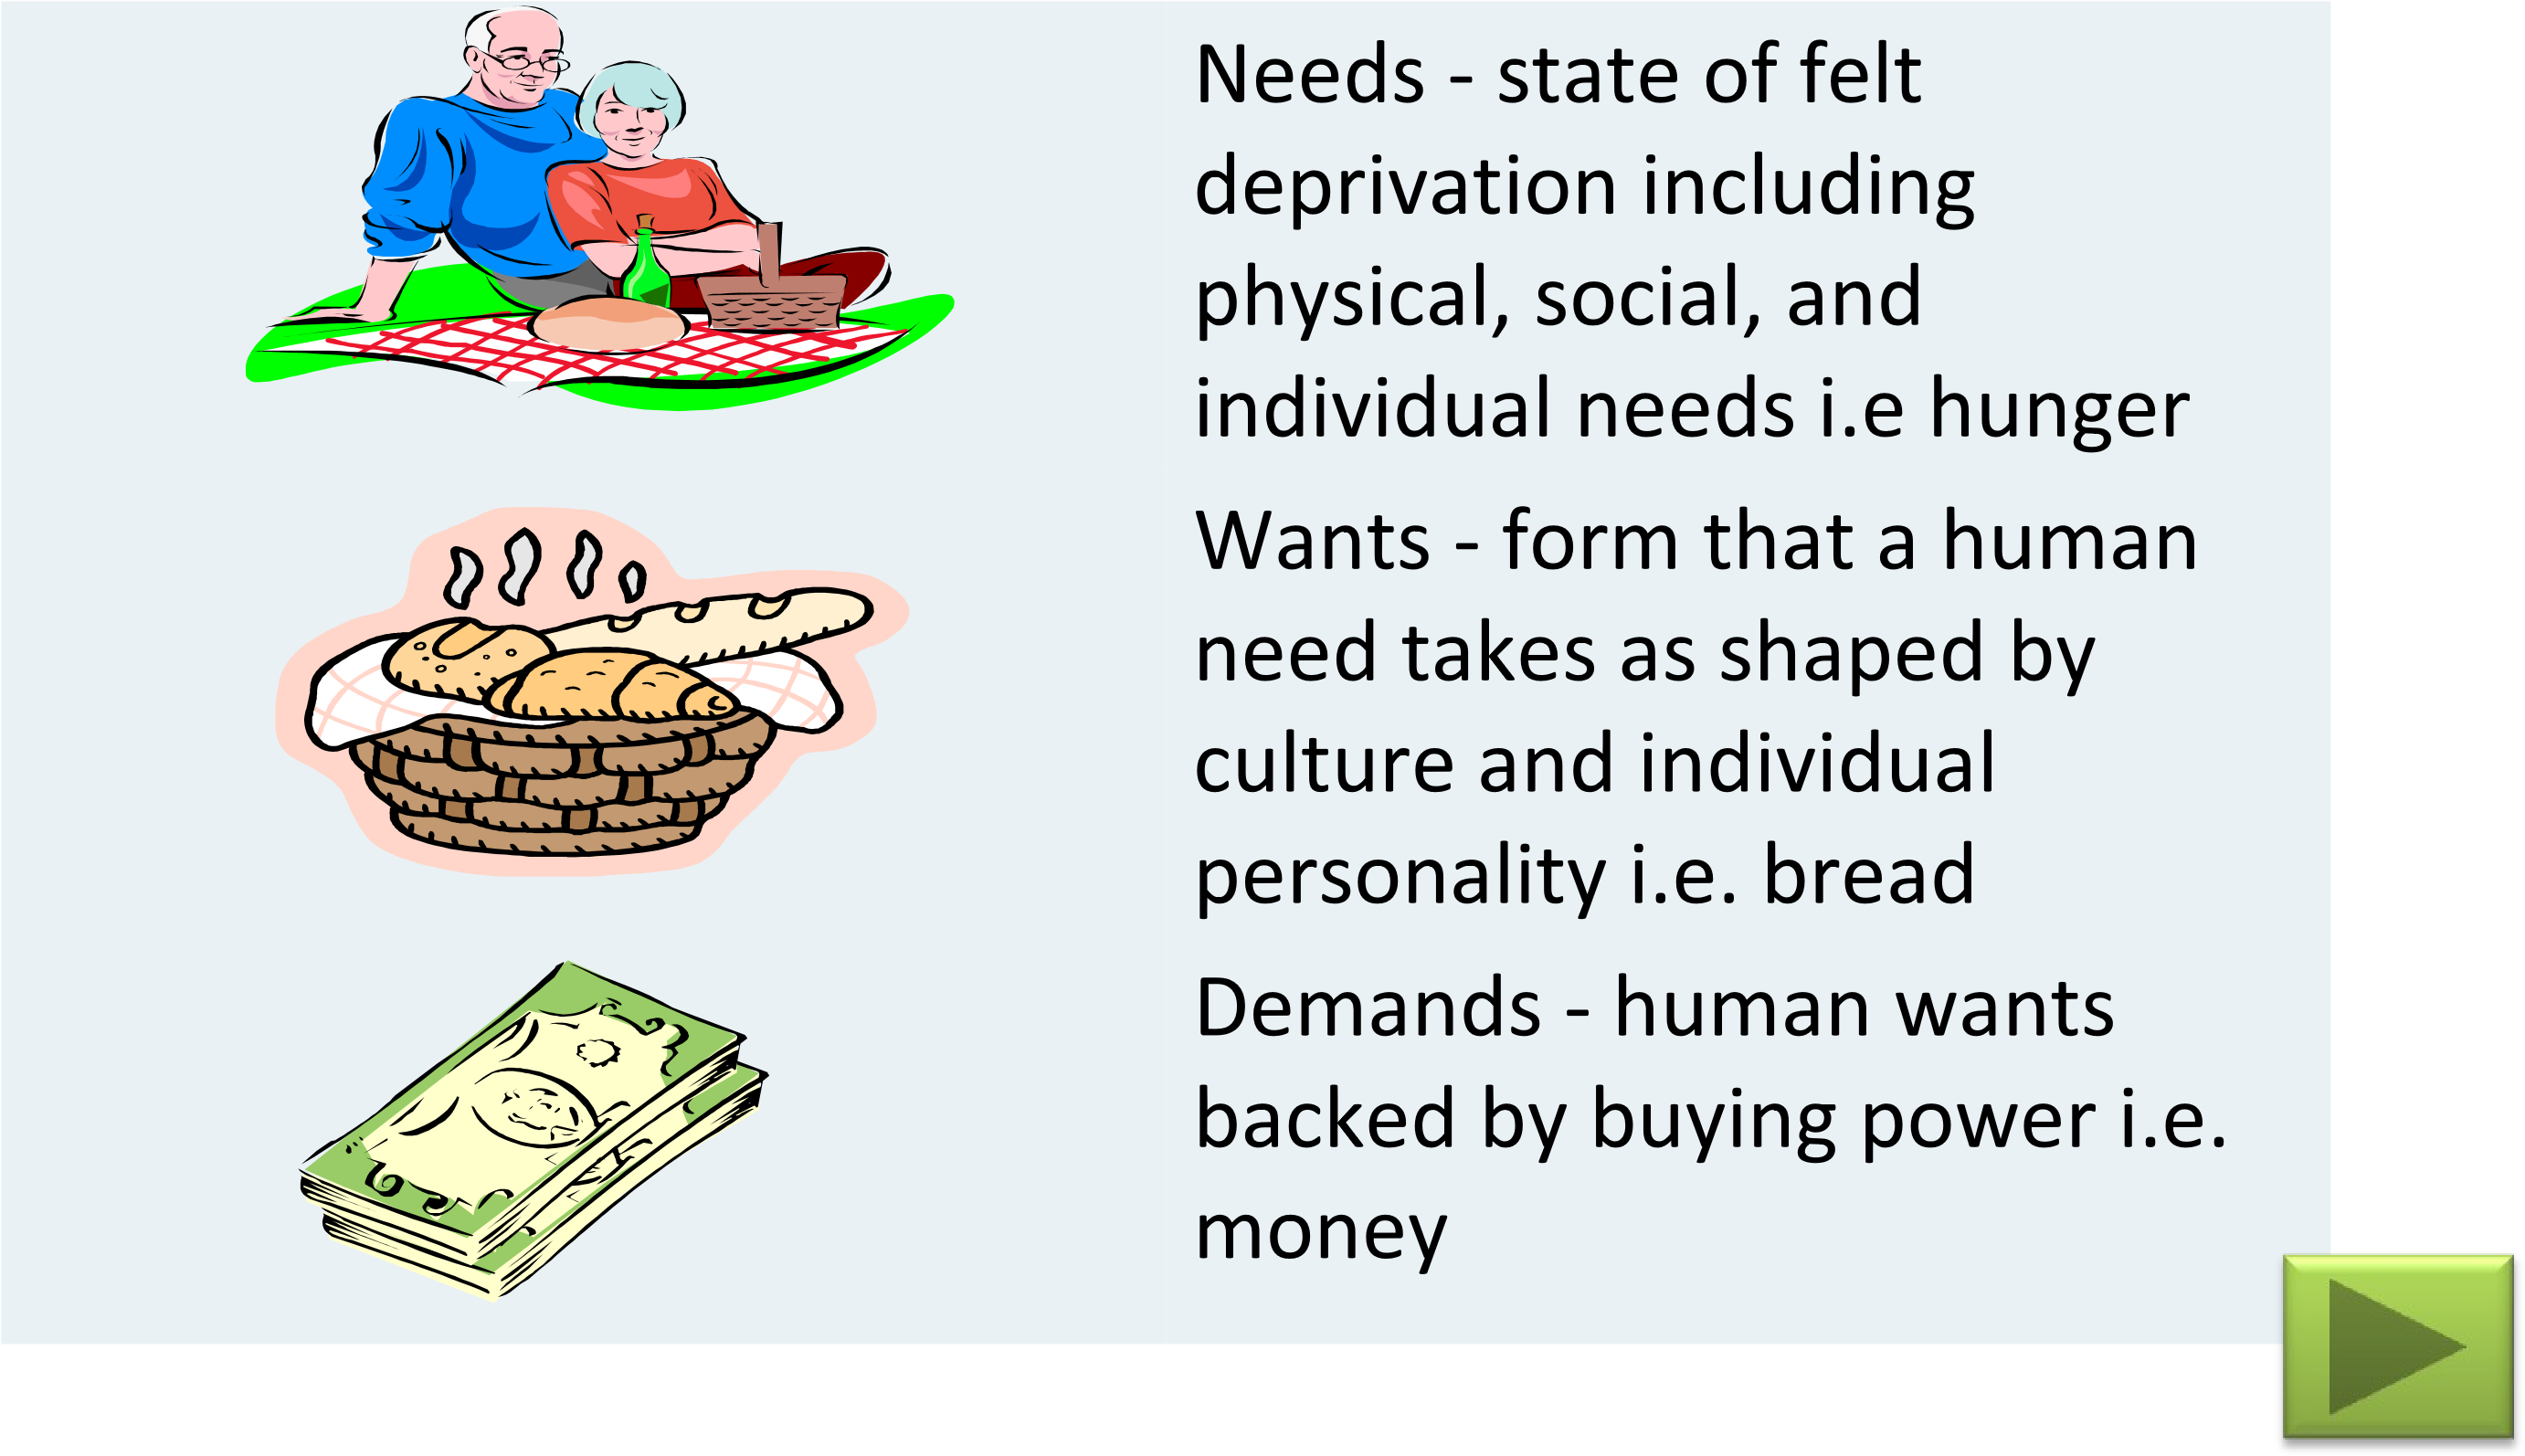 Needs - state of felt
deprivation including
physical, social, and
individual needs i.e hunger
Wants - form that a human
need takes as shaped by
culture and individual
personality i.e. bread
Demands - human wants
backed by buying power i.e.
money